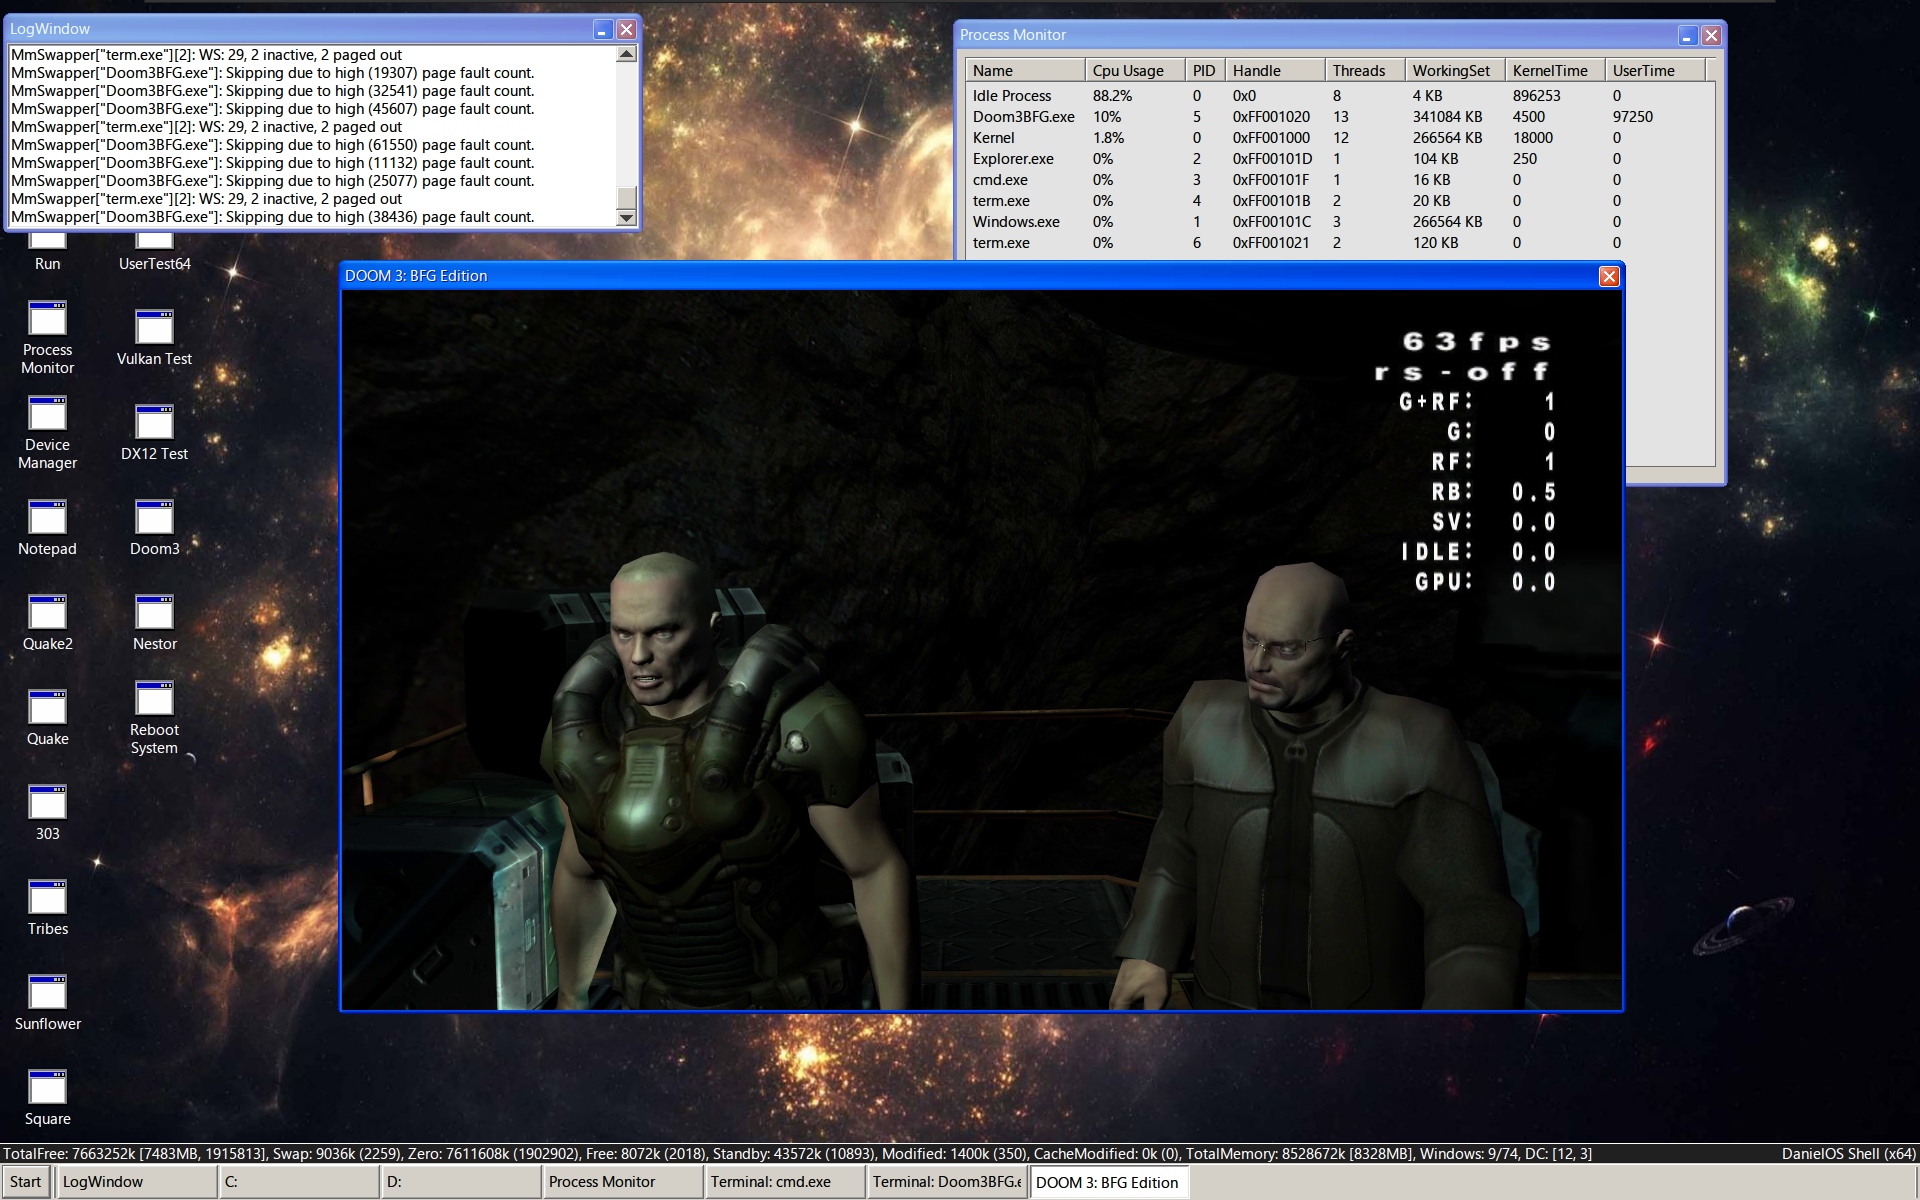 LogWindow
MmSwapper["term.exe"][2]: WS: 29, 2 inactive, 2 paged out
MmSwapper["Doom3BFG.exe"]: Skipping due to high (19307) page fault count.
MmSwapper["Doom3BFG.exe"]: Skipping due to high (32541) page fault count.
MmSwapper["Doom3BFG.exe"]: Skipping due to high (45607) page fault count.
MmSwapper["term.exe"][2]: WS: 29, 2 inactive, 2 paged out
MmSwapper["Doom3BFG.exe"]: Skipping due to high (61550) page fault count.
MmSwapper["Doom3BFG.exe"]: Skipping due to high (11132) page fault count.
MmSwapper["Doom3BFG.exe"]: Skipping due to high (25077) page fault count.
MmSwapper["term.exe"][2]: WS: 29, 2 inactive, 2 paged out
MmSwapper["Doom3BFG.exe"]: Skipping due to high (38436) page fault count.
Process Monitor
Name Cpu Usage PID Handle Threads WorkingSet KernelTime UserTime
Idle Process 88.2% 0 0x0 8 4 KB 896253 0
Doom3BFG.exe 10% 5 0xFF001020 13 341084 KB 4500 97250
Kernel 1.8% 0 0xFF001000 12 266564 KB 18000 0
Explorer.exe 0% 2 0xFF00101D 1 104 KB 250 0
cmd.exe 0% 3 0xFF00101F 1 16 KB 0 0
term.exe 0% 4 0xFF00101B 2 20 KB 0 0
Windows.exe 0% 1 0xFF00101C 3 266564 KB 0 0
term.exe 0% 6 0xFF001021 2 120 KB 0 0
Run
UserTest64
Process
Monitor
Vulkan Test
Device
Manager
DX12 Test
Notepad
Doom3
Quake2
Nestor
Quake
Reboot
System
303
Tribes
Sunflower
Square
DOOM 3: BFG Edition
63fps
rs-off
G+RF: 1
G: 0
RF: 1
RB: 0.5
SV: 0.0
IDLE: 0.0
GPU: 0.0
TotalFree: 7663252k [7483MB, 1915813], Swap: 9036k (2259), Zero: 7611608k (1902902), Free: 8072k (2018), Standby: 43572k (10893), Modified: 1400k (350), CacheModified: 0k (0), TotalMemory: 8528672k [8328MB], Windows: 9/74, DC: [12, 3] DanielOS Shell (x64)
Start LogWindow C: D: Process Monitor Terminal: cmd.exe Terminal: Doom3BFG.e DOOM 3: BFG Edition